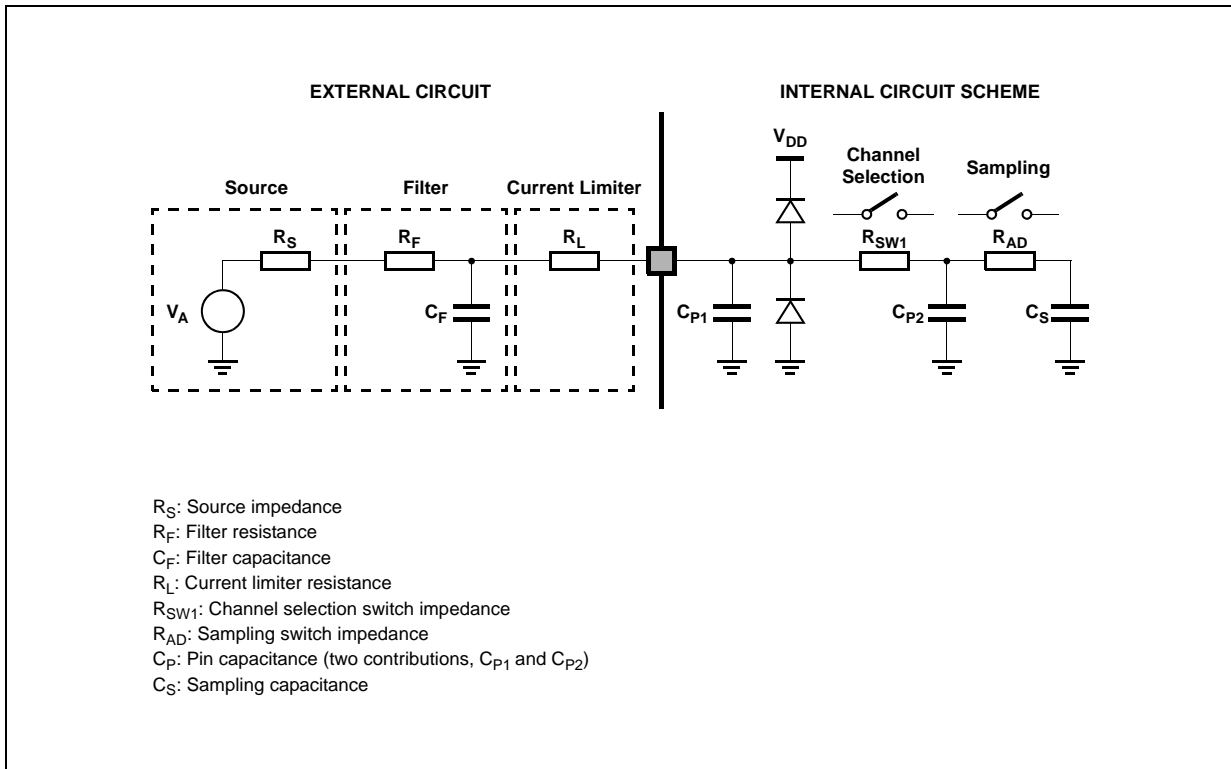 EXTERNAL CIRCUIT
INTERNAL CIRCUIT SCHEME
VDD
Channel
Selection
Sampling
Source
Filter
Current Limiter
RS
RF
RL
RSW1
RAD
VA
CF
CP1
CP2
CS
RS: Source impedance
RF: Filter resistance
CF: Filter capacitance
RL: Current limiter resistance
RSW1: Channel selection switch impedance
RAD: Sampling switch impedance
CP: Pin capacitance (two contributions, CP1 and CP2)
CS: Sampling capacitance